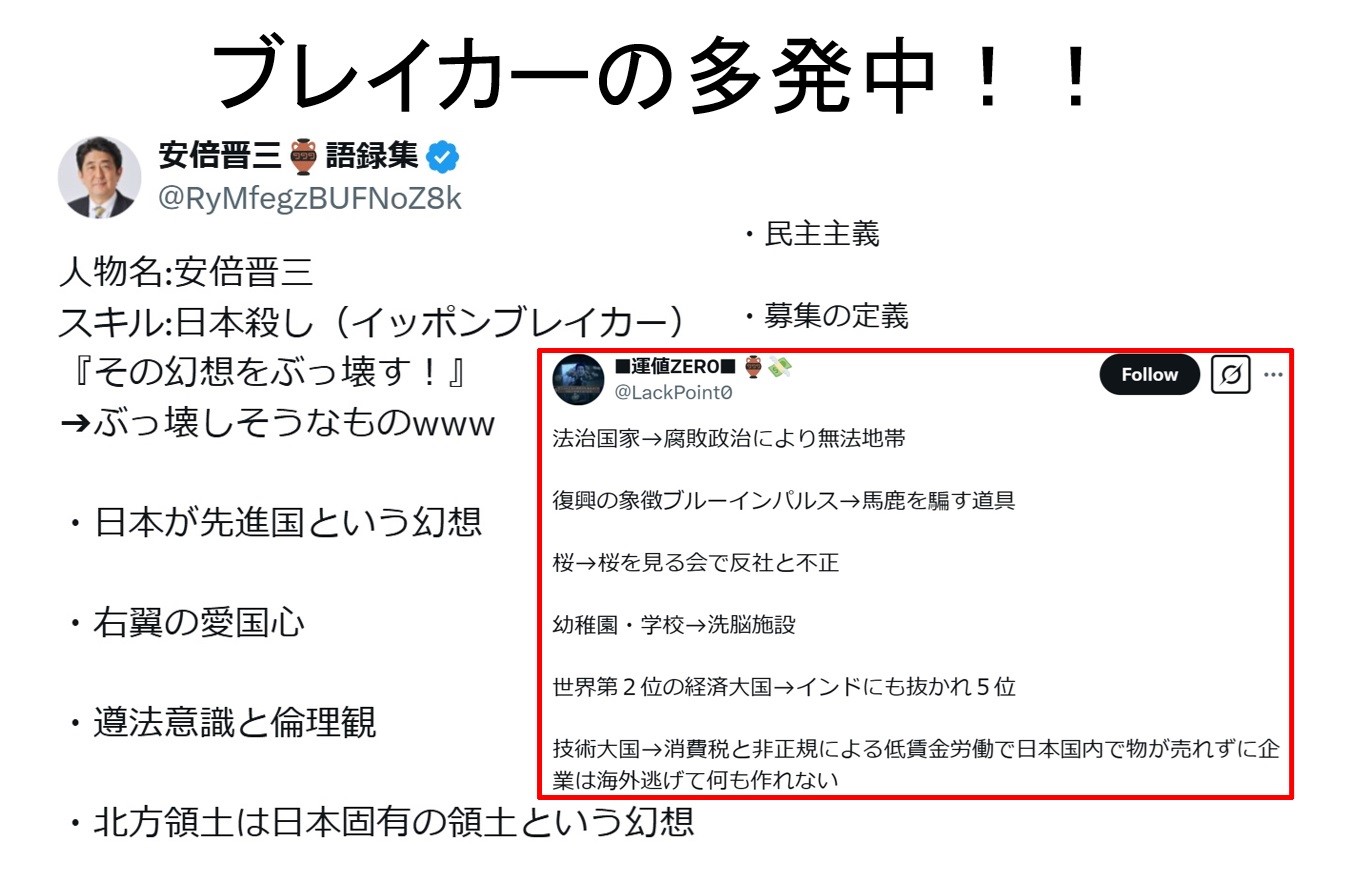 ブレイカーの多発中！！
安倍晋三🏺語録集
@RyMfegzBUFNoZ8k
人物名:安倍晋三
スキル:日本殺し（イッポンブレイカー）
『その幻想をぶっ壊す！』
➔ぶっ壊しそうなものwww
・日本が先進国という幻想
・右翼の愛国心
・遵法意識と倫理観
・北方領土は日本固有の領土という幻想
・民主主義
・募集の定義
■運値ZERO■ 🏺💸
@LackPoint0
Follow
法治国家→腐敗政治により無法地帯
復興の象徴ブルーインパルス→馬鹿を騙す道具
桜→桜を見る会で反社と不正
幼稚園・学校→洗脳施設
世界第２位の経済大国→インドにも抜かれ５位
技術大国→消費税と非正規による低賃金労働で日本国内で物が売れずに企
業は海外逃げて何も作れない